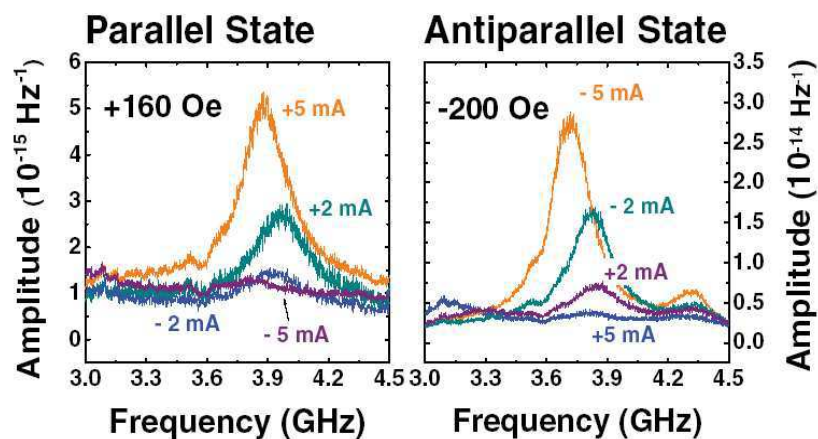 Parallel State
Antiparallel State
+160 Oe
-200 Oe
+5 mA
+2 mA
- 2 mA
- 5 mA
- 5 mA
- 2 mA
+2 mA
+5 mA
6
5
4
3
2
1
0
3.5
3.0
2.5
2.0
1.5
1.0
0.5
0.0
3.0 3.3 3.6 3.9 4.2 4.5
3.0 3.3 3.6 3.9 4.2 4.5
Amplitude (10⁻¹⁵ Hz⁻¹)
Amplitude (10⁻¹⁴ Hz⁻¹)
Frequency (GHz)
Frequency (GHz)